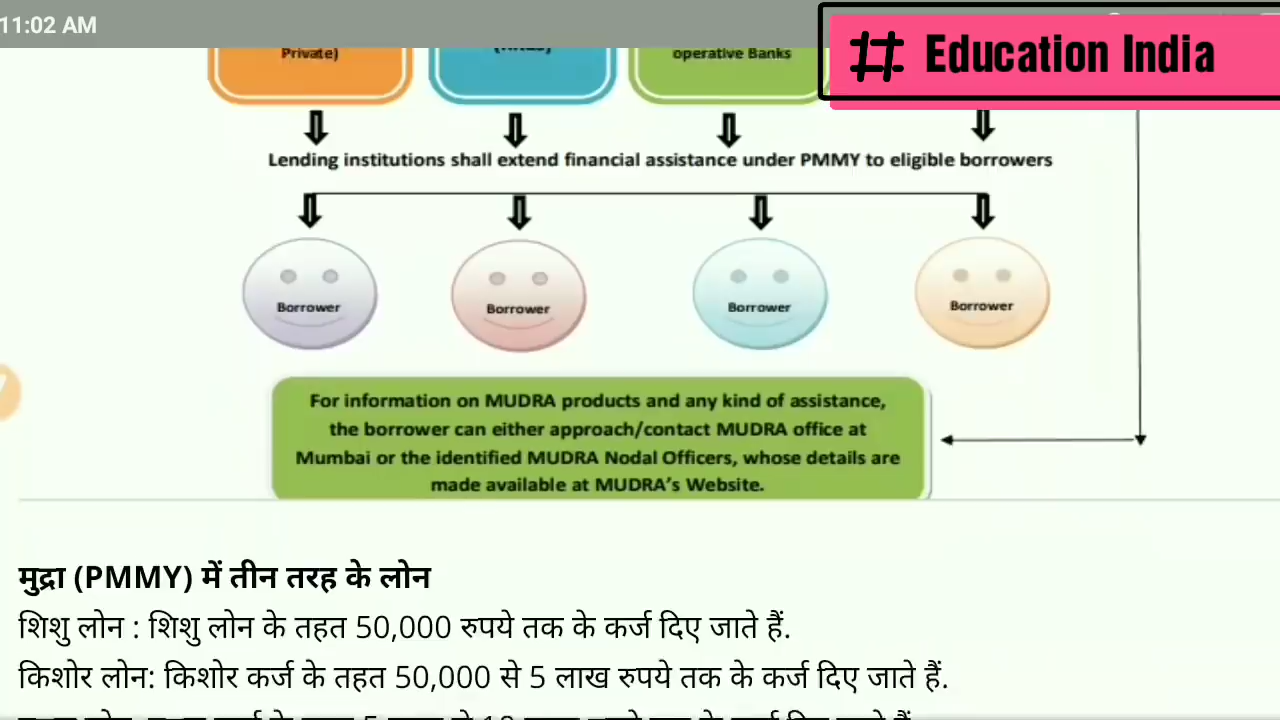 11:02 AM
# Education India
Private)
operative Banks
Lending institutions shall extend financial assistance under PMMY to eligible borrowers
Borrower
Borrower
Borrower
Borrower
For information on MUDRA products and any kind of assistance,
the borrower can either approach/contact MUDRA office at
Mumbai or the identified MUDRA Nodal Officers, whose details are
made available at MUDRA's Website.
मुद्रा (PMMY) में तीन तरह के लोन
शिशु लोन : शिशु लोन के तहत 50,000 रुपये तक के कर्ज दिए जाते हैं.
किशोर लोन: किशोर कर्ज के तहत 50,000 से 5 लाख रुपये तक के कर्ज दिए जाते हैं.